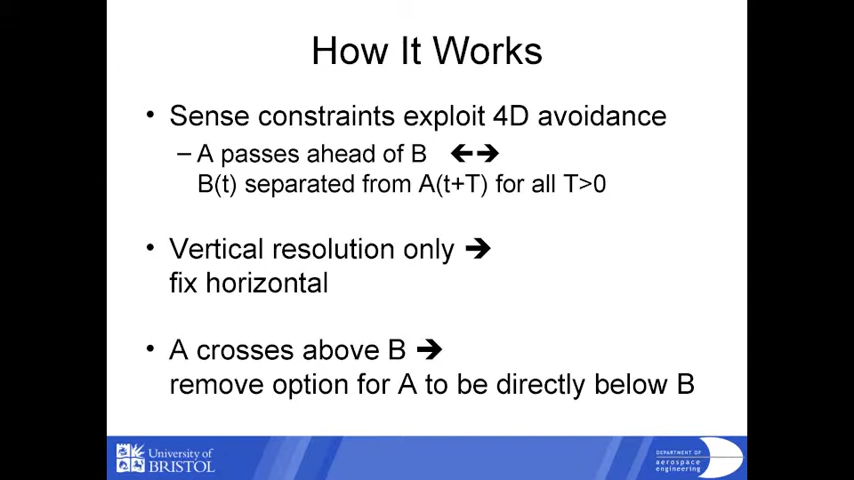 How It Works
• Sense constraints exploit 4D avoidance
– A passes ahead of B ←→
B(t) separated from A(t+T) for all T>0
• Vertical resolution only →
fix horizontal
• A crosses above B →
remove option for A to be directly below B
University of
BRISTOL
DEPARTMENT OF
aerospace
engineering